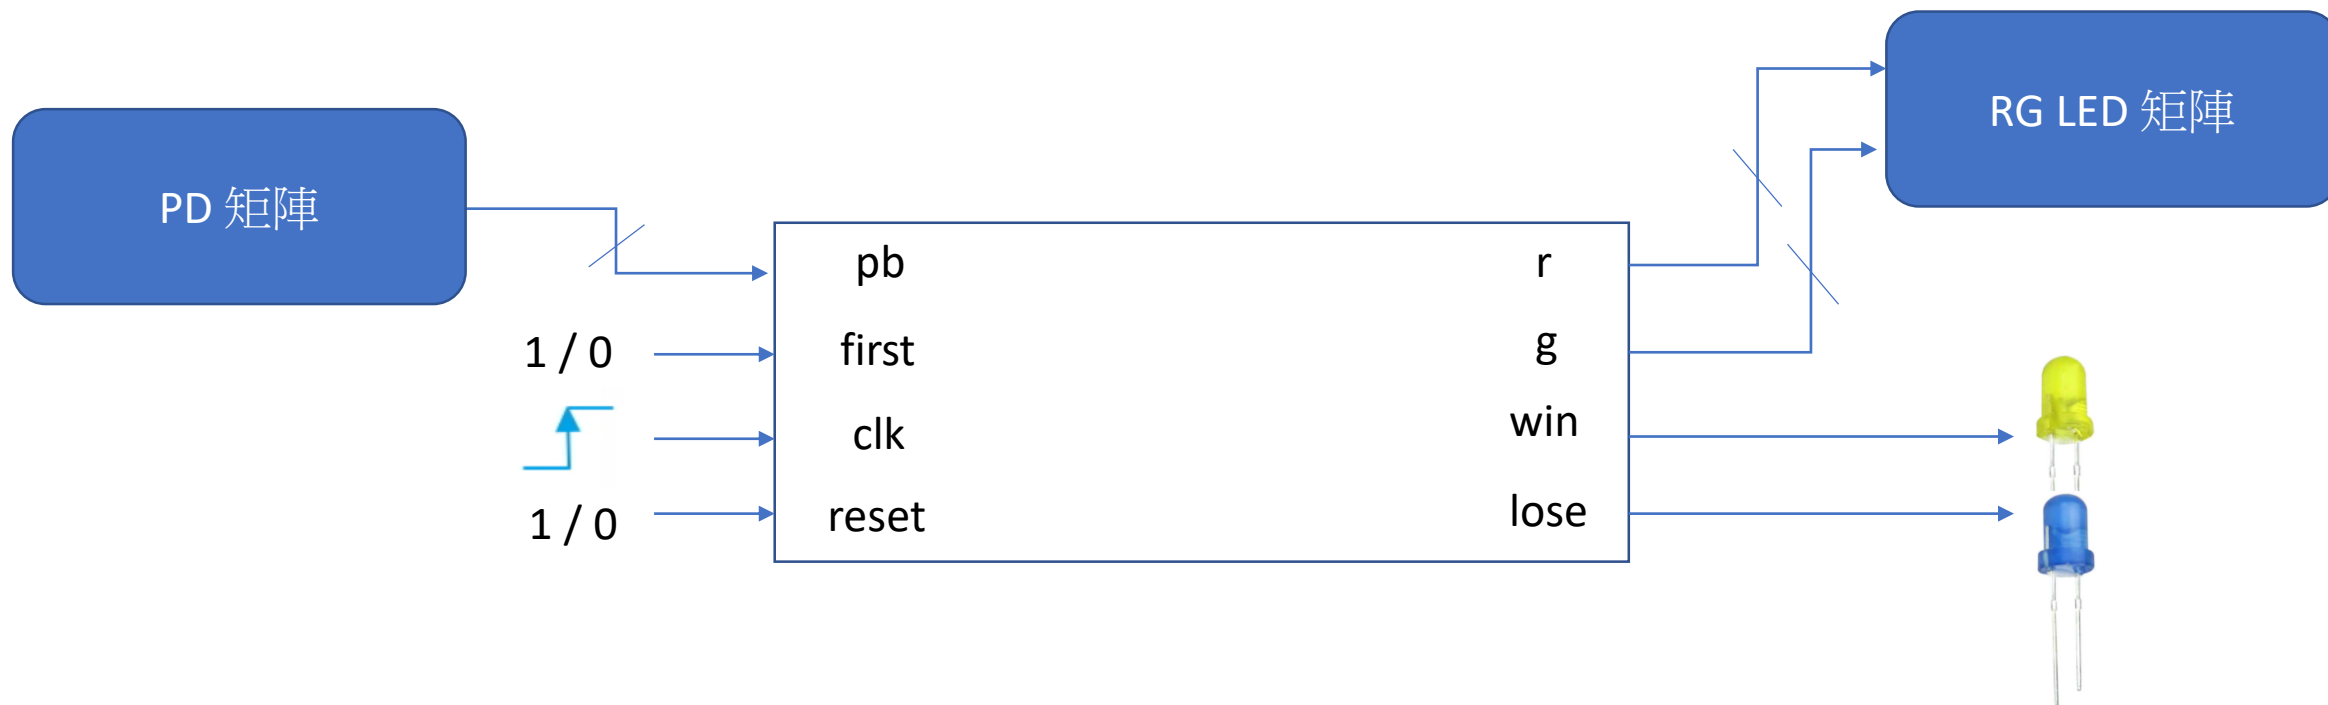 RG LED 矩陣
PD 矩陣
pb
r
1 / 0
first
g
clk
win
1 / 0
reset
lose